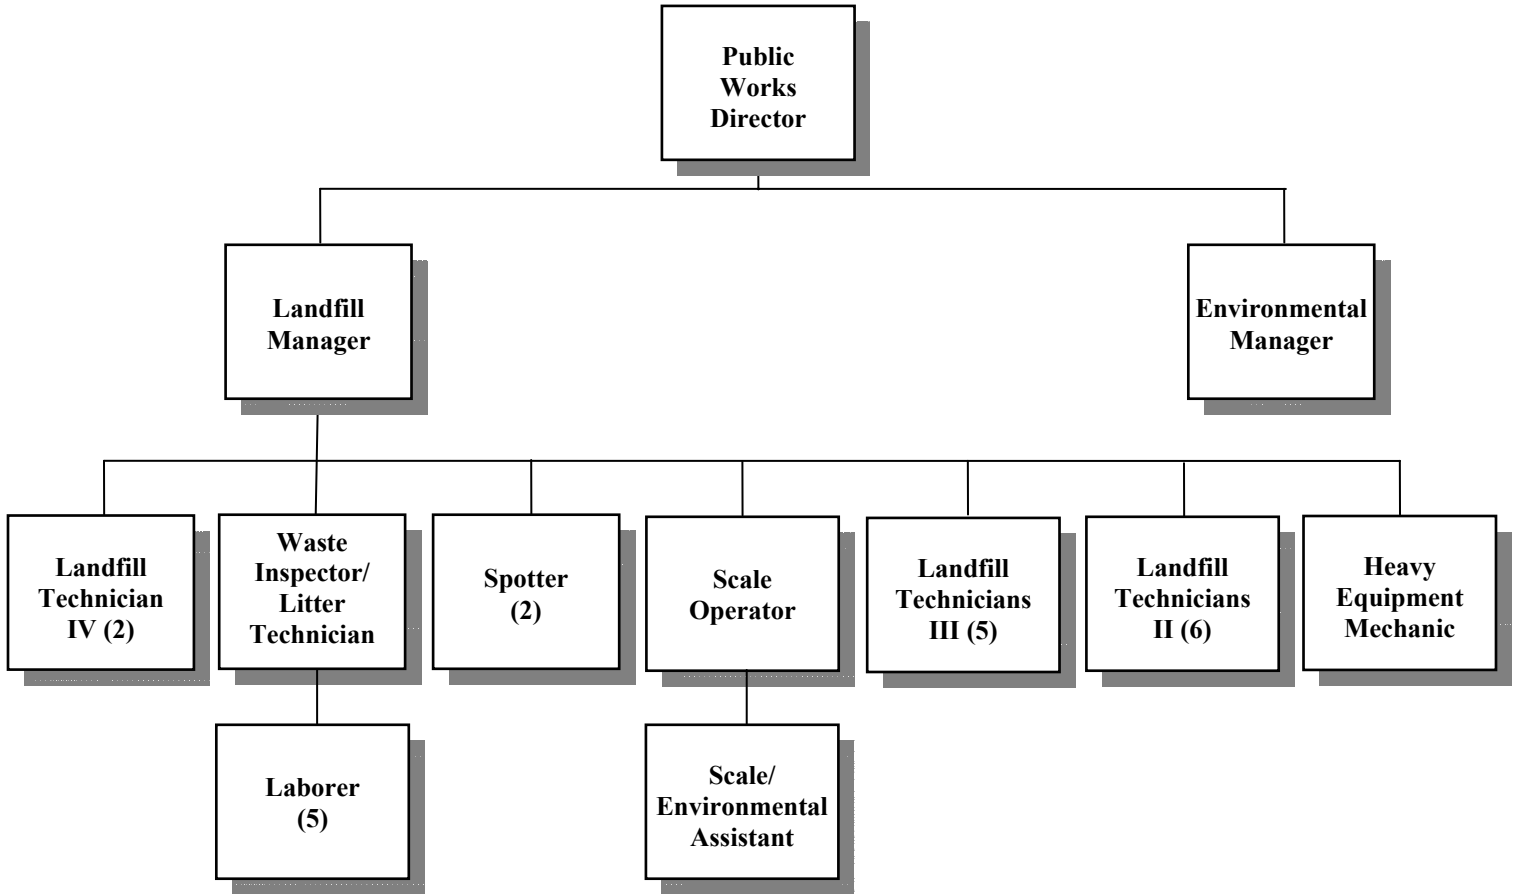 Public
Works
Director
Landfill
Manager
Environmental
Manager
Landfill
Technician
IV (2)
Waste
Inspector/
Litter
Technician
Spotter
(2)
Scale
Operator
Landfill
Technicians
III (5)
Landfill
Technicians
II (6)
Heavy
Equipment
Mechanic
Laborer
(5)
Scale/
Environmental
Assistant